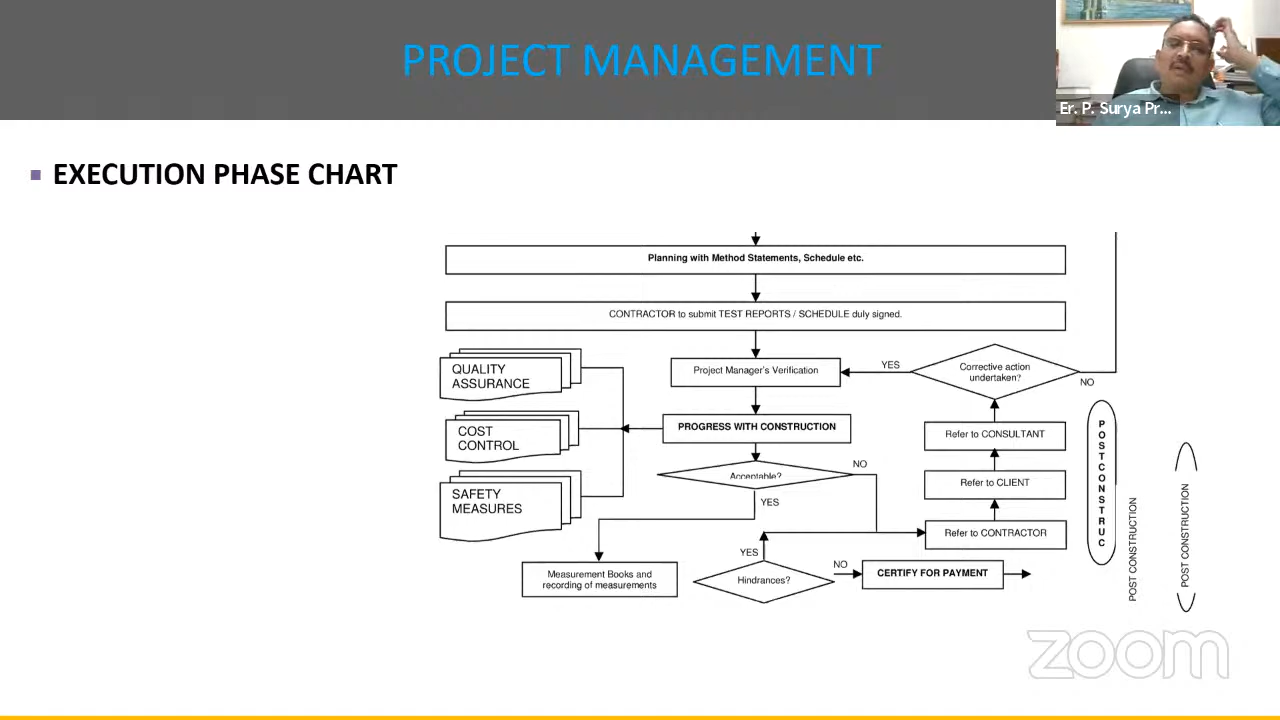 PROJECT MANAGEMENT
Er. P. Surya Pr...
EXECUTION PHASE CHART
Planning with Method Statements, Schedule etc.
CONTRACTOR to submit TEST REPORTS / SCHEDULE duly signed.
QUALITY
ASSURANCE
Project Manager's Verification
YES
Corrective action
undertaken?
NO
COST
CONTROL
PROGRESS WITH CONSTRUCTION
Refer to CONSULTANT
Acceptable?
NO
YES
Refer to CLIENT
SAFETY
MEASURES
Refer to CONTRACTOR
YES
Measurement Books and
recording of measurements
Hindrances?
NO
CERTIFY FOR PAYMENT
POSTCONSTRUC
POST CONSTRUCTION
POST CONSTRUCTION
zoom